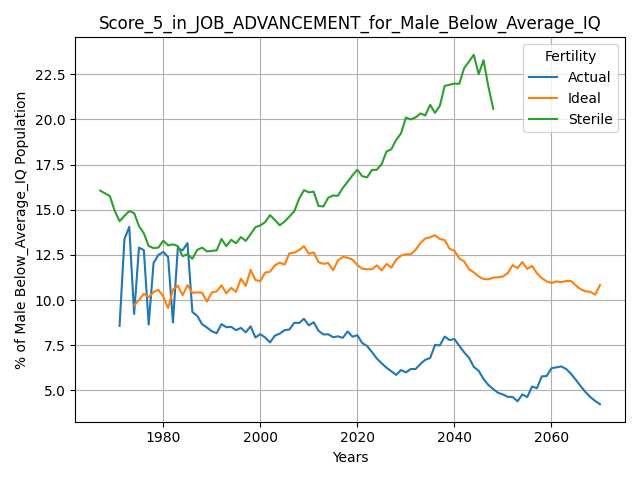 Score_5_in_JOB_ADVANCEMENT_for_Male_Below_Average_IQ
Fertility
Actual
Ideal
Sterile
% of Male Below_Average_IQ Population
22.5
20.0
17.5
15.0
12.5
10.0
7.5
5.0
1980 2000 2020 2040 2060
Years